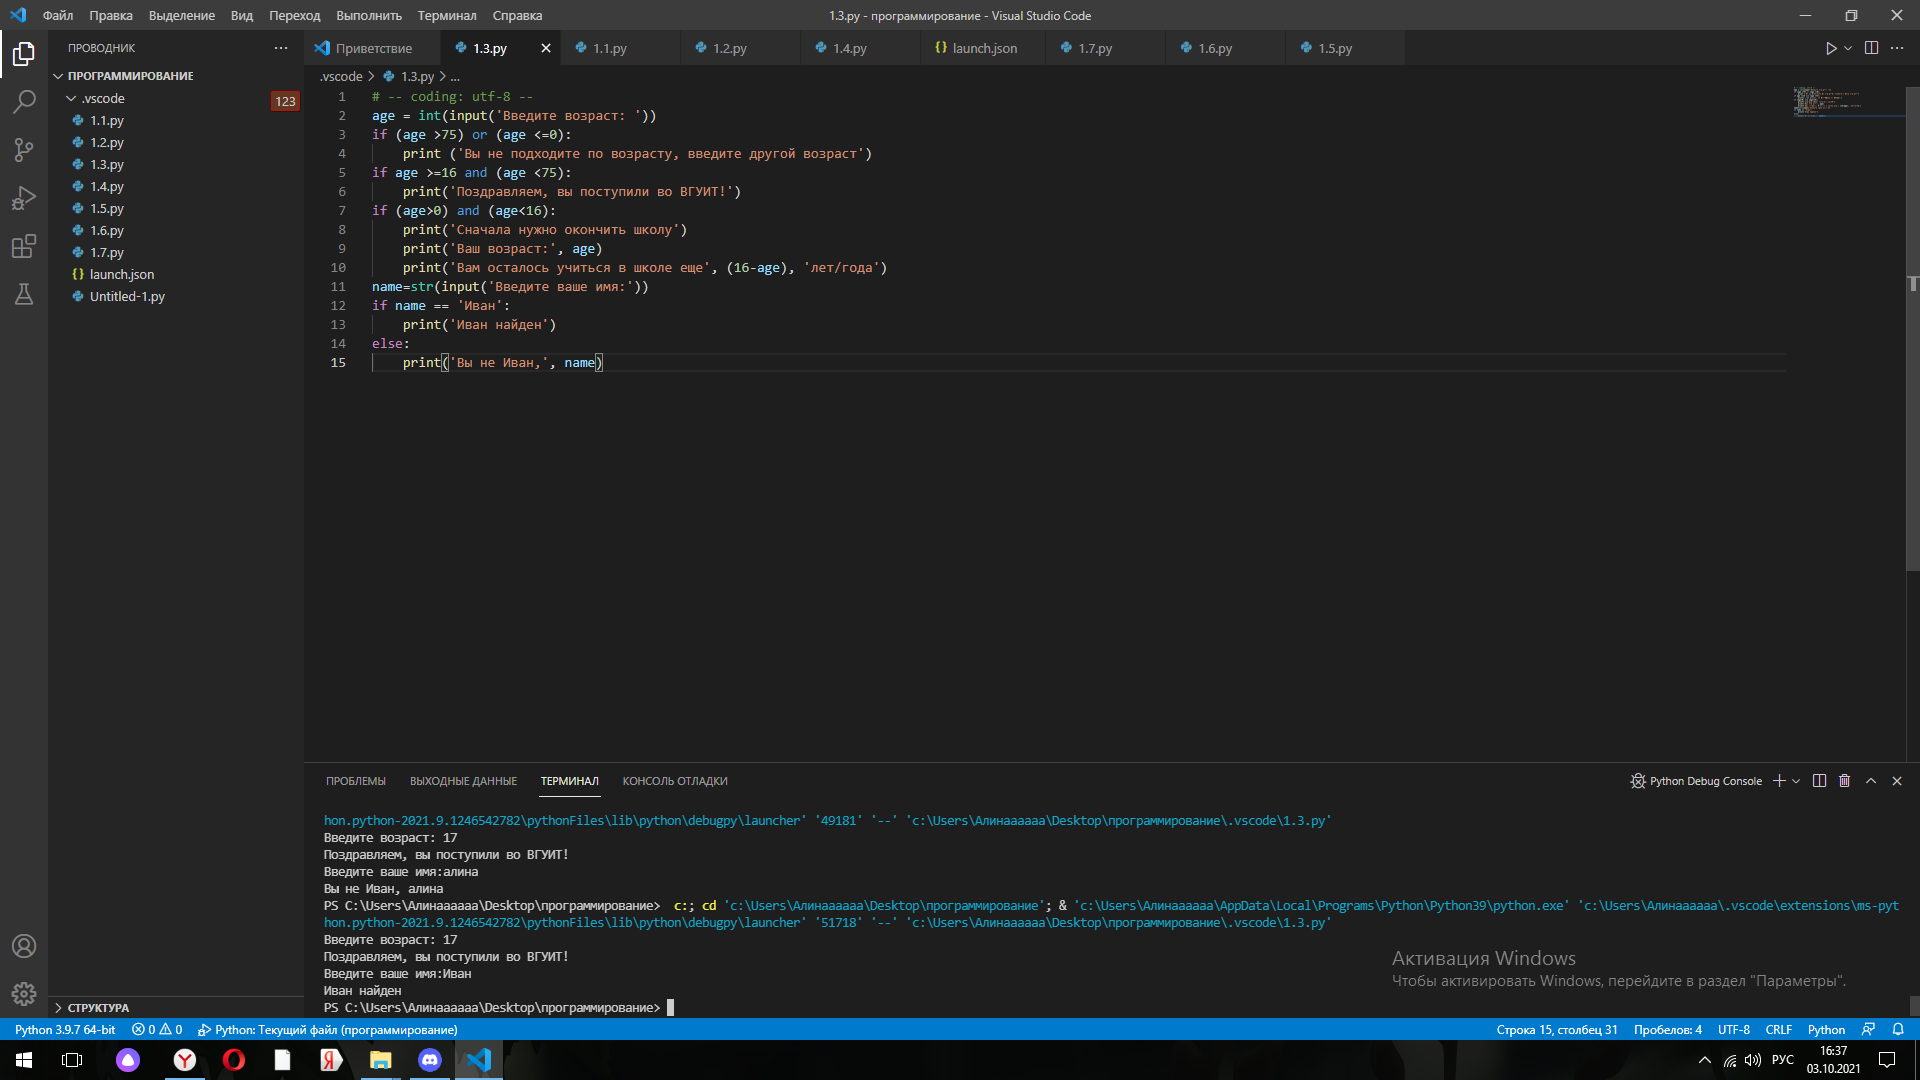 Файл Правка Выделение Вид Переход Выполнить Терминал Справка 1.3.py - программирование - Visual Studio Code
ПРОВОДНИК Приветствие 1.3.py 1.1.py 1.2.py 1.4.py launch.json 1.7.py 1.6.py 1.5.py
ПРОГРАММИРОВАНИЕ
.vscode 123
1.1.py
1.2.py
1.3.py
1.4.py
1.5.py
1.6.py
1.7.py
launch.json
Untitled-1.py
СТРУКТУРА
.vscode > 1.3.py > ...
1 # -- coding: utf-8 --
2 age = int(input('Введите возраст: '))
3 if (age >75) or (age <=0):
4 print ('Вы не подходите по возрасту, введите другой возраст')
5 if age >=16 and (age <75):
6 print('Поздравляем, вы поступили во ВГУИТ!')
7 if (age>0) and (age<16):
8 print('Сначала нужно окончить школу')
9 print('Ваш возраст:', age)
10 print('Вам осталось учиться в школе еще', (16-age), 'лет/года')
11 name=str(input('Введите ваше имя:'))
12 if name == 'Иван':
13 print('Иван найден')
14 else:
15 print('Вы не Иван,', name)
ПРОБЛЕМЫ ВЫХОДНЫЕ ДАННЫЕ ТЕРМИНАЛ КОНСОЛЬ ОТЛАДКИ Python Debug Console
hon.python-2021.9.1246542782\pythonFiles\lib\python\debugpy\launcher' '49181' '--' 'c:\Users\Алинаааааа\Desktop\программирование\.vscode\1.3.py'
Введите возраст: 17
Поздравляем, вы поступили во ВГУИТ!
Введите ваше имя:алина
Вы не Иван, алина
PS C:\Users\Алинаааааа\Desktop\программирование> c:; cd 'c:\Users\Алинаааааа\Desktop\программирование'; & 'c:\Users\Алинаааааа\AppData\Local\Programs\Python\Python39\python.exe' 'c:\Users\Алинаааааа\.vscode\extensions\ms-pyt
hon.python-2021.9.1246542782\pythonFiles\lib\python\debugpy\launcher' '51718' '--' 'c:\Users\Алинаааааа\Desktop\программирование\.vscode\1.3.py'
Введите возраст: 17
Поздравляем, вы поступили во ВГУИТ!
Введите ваше имя:Иван
Иван найден
PS C:\Users\Алинаааааа\Desktop\программирование>
Активация Windows
Чтобы активировать Windows, перейдите в раздел "Параметры".
Python 3.9.7 64-bit 0 0 Python: Текущий файл (программирование) Строка 15, столбец 31 Пробелов: 4 UTF-8 CRLF Python
РУС 16:37
03.10.2021